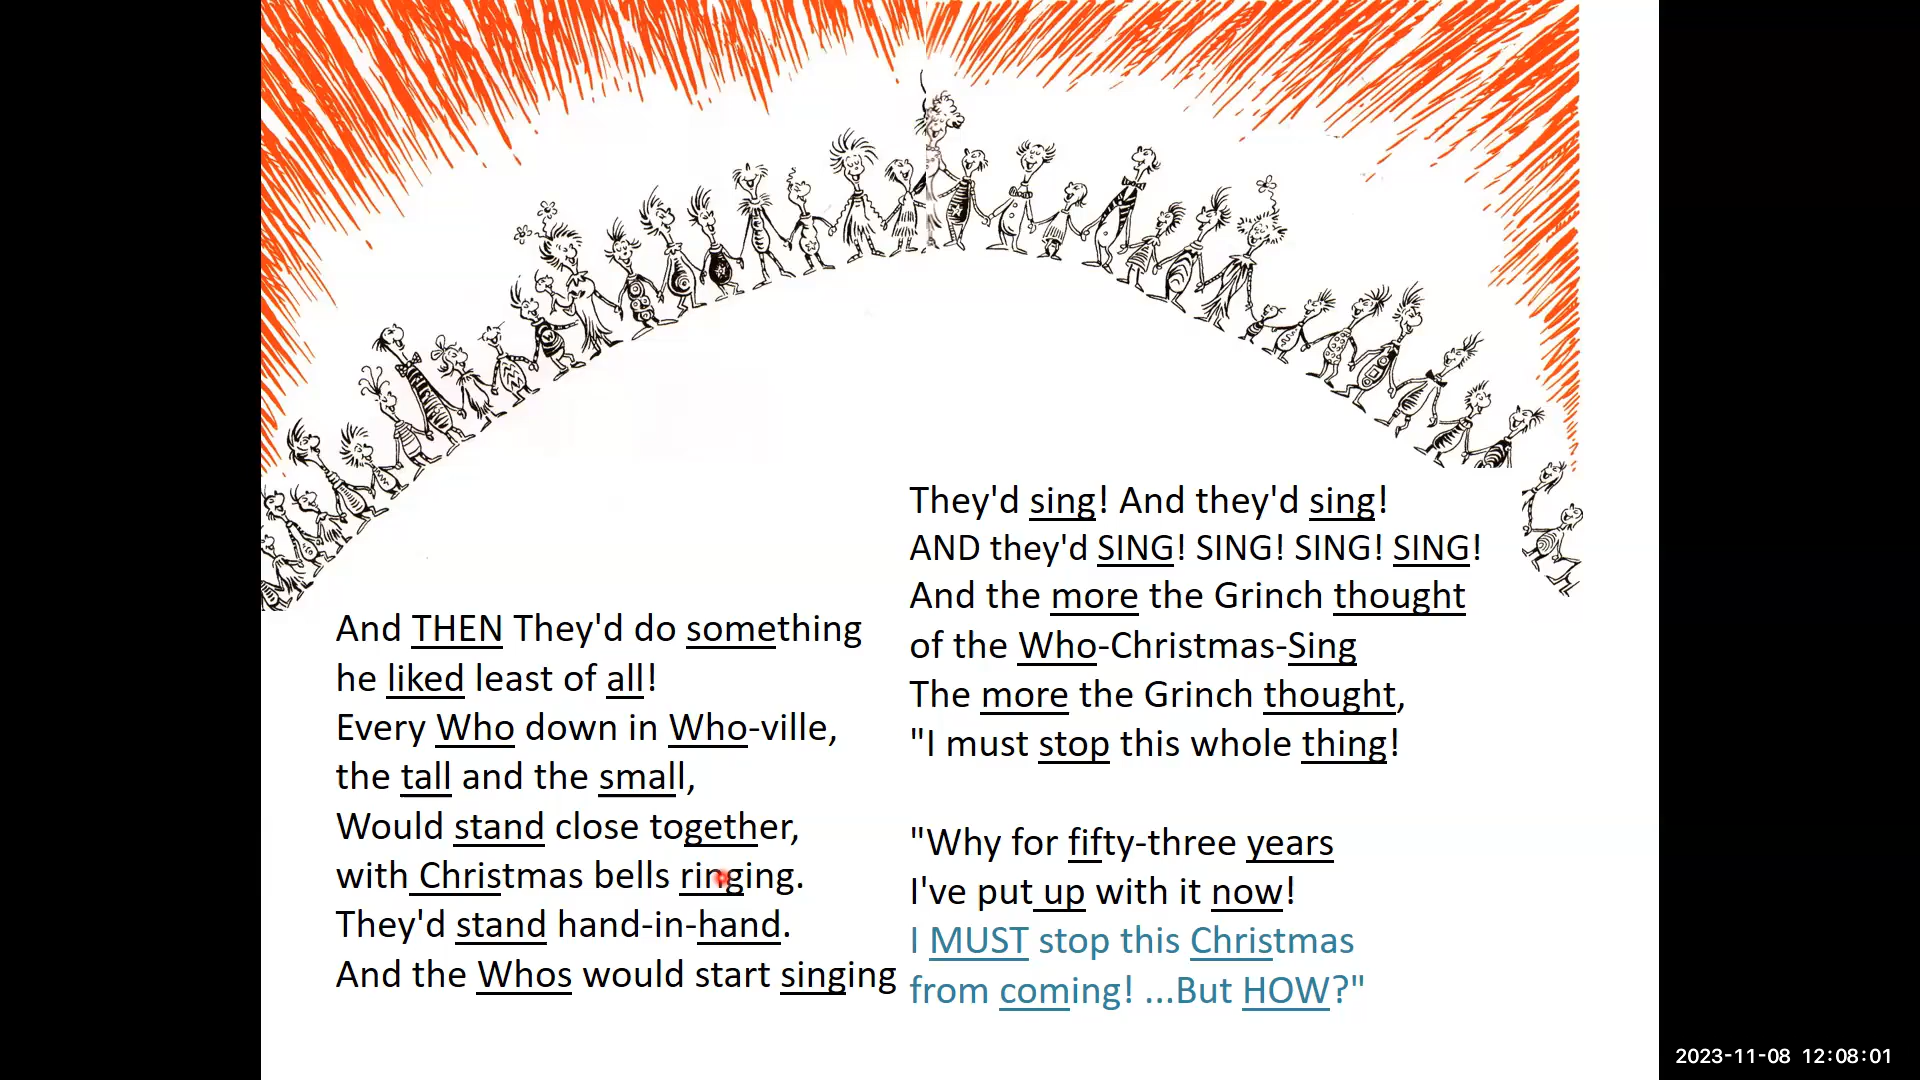 And THEN They'd do something
he liked least of all!
Every Who down in Who-ville,
the tall and the small,
Would stand close together,
with Christmas bells ringing.
They'd stand hand-in-hand.
And the Whos would start singing
They'd sing! And they'd sing!
AND they'd SING! SING! SING! SING!
And the more the Grinch thought
of the Who-Christmas-Sing
The more the Grinch thought,
"I must stop this whole thing!
"Why for fifty-three years
I've put up with it now!
I MUST stop this Christmas
from coming! ...But HOW?"
2023-11-08 12:08:01